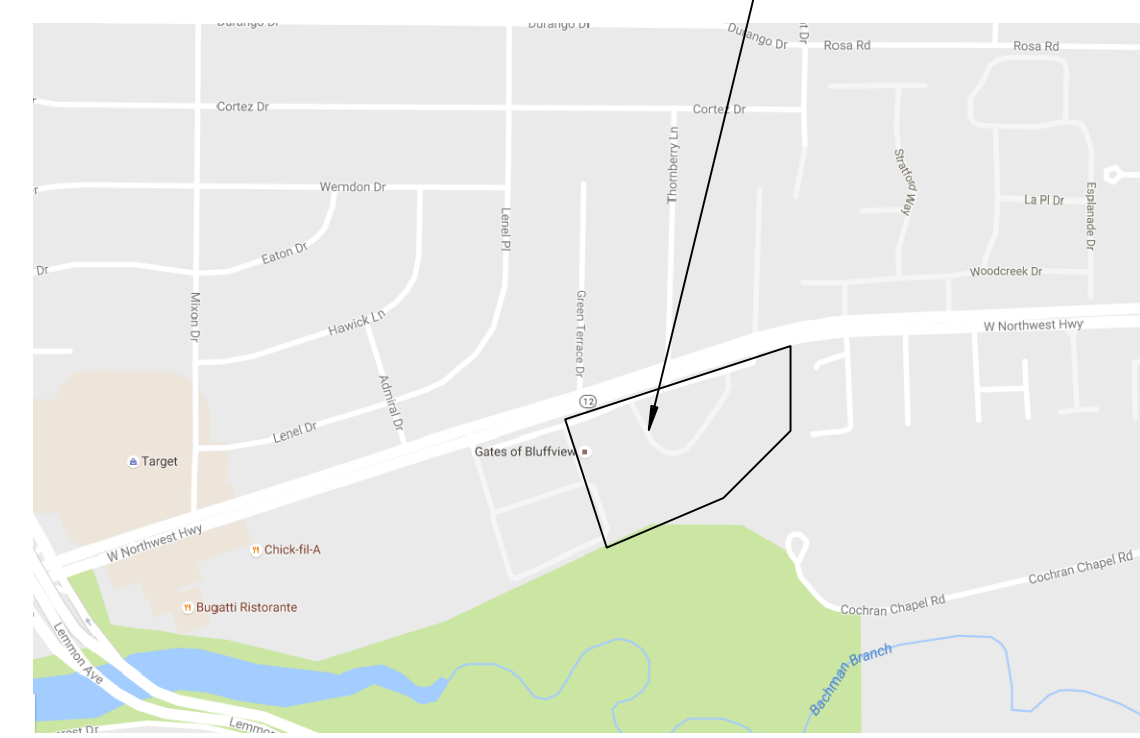 Durango Dr
Durango Dr
Durango Dr
Rosa Rd
Rosa Rd
Cortez Dr
Cortez Dr
Thornberry Ln
Stratford Way
Werndon Dr
La Pl Dr
Esplanade Dr
Lenel Pl
Eaton Dr
Dr
Woodcreek Dr
Mixon Dr
Hawick Ln
Green Terrace Dr
W Northwest Hwy
Admiral Dr
12
Lenel Dr
Gates of Bluffview
Target
W Northwest Hwy
Chick-fil-A
Cochran Chapel Rd
Bugatti Ristorante
Cochran Chapel Rd
Lemmon Ave
Bachman Branch